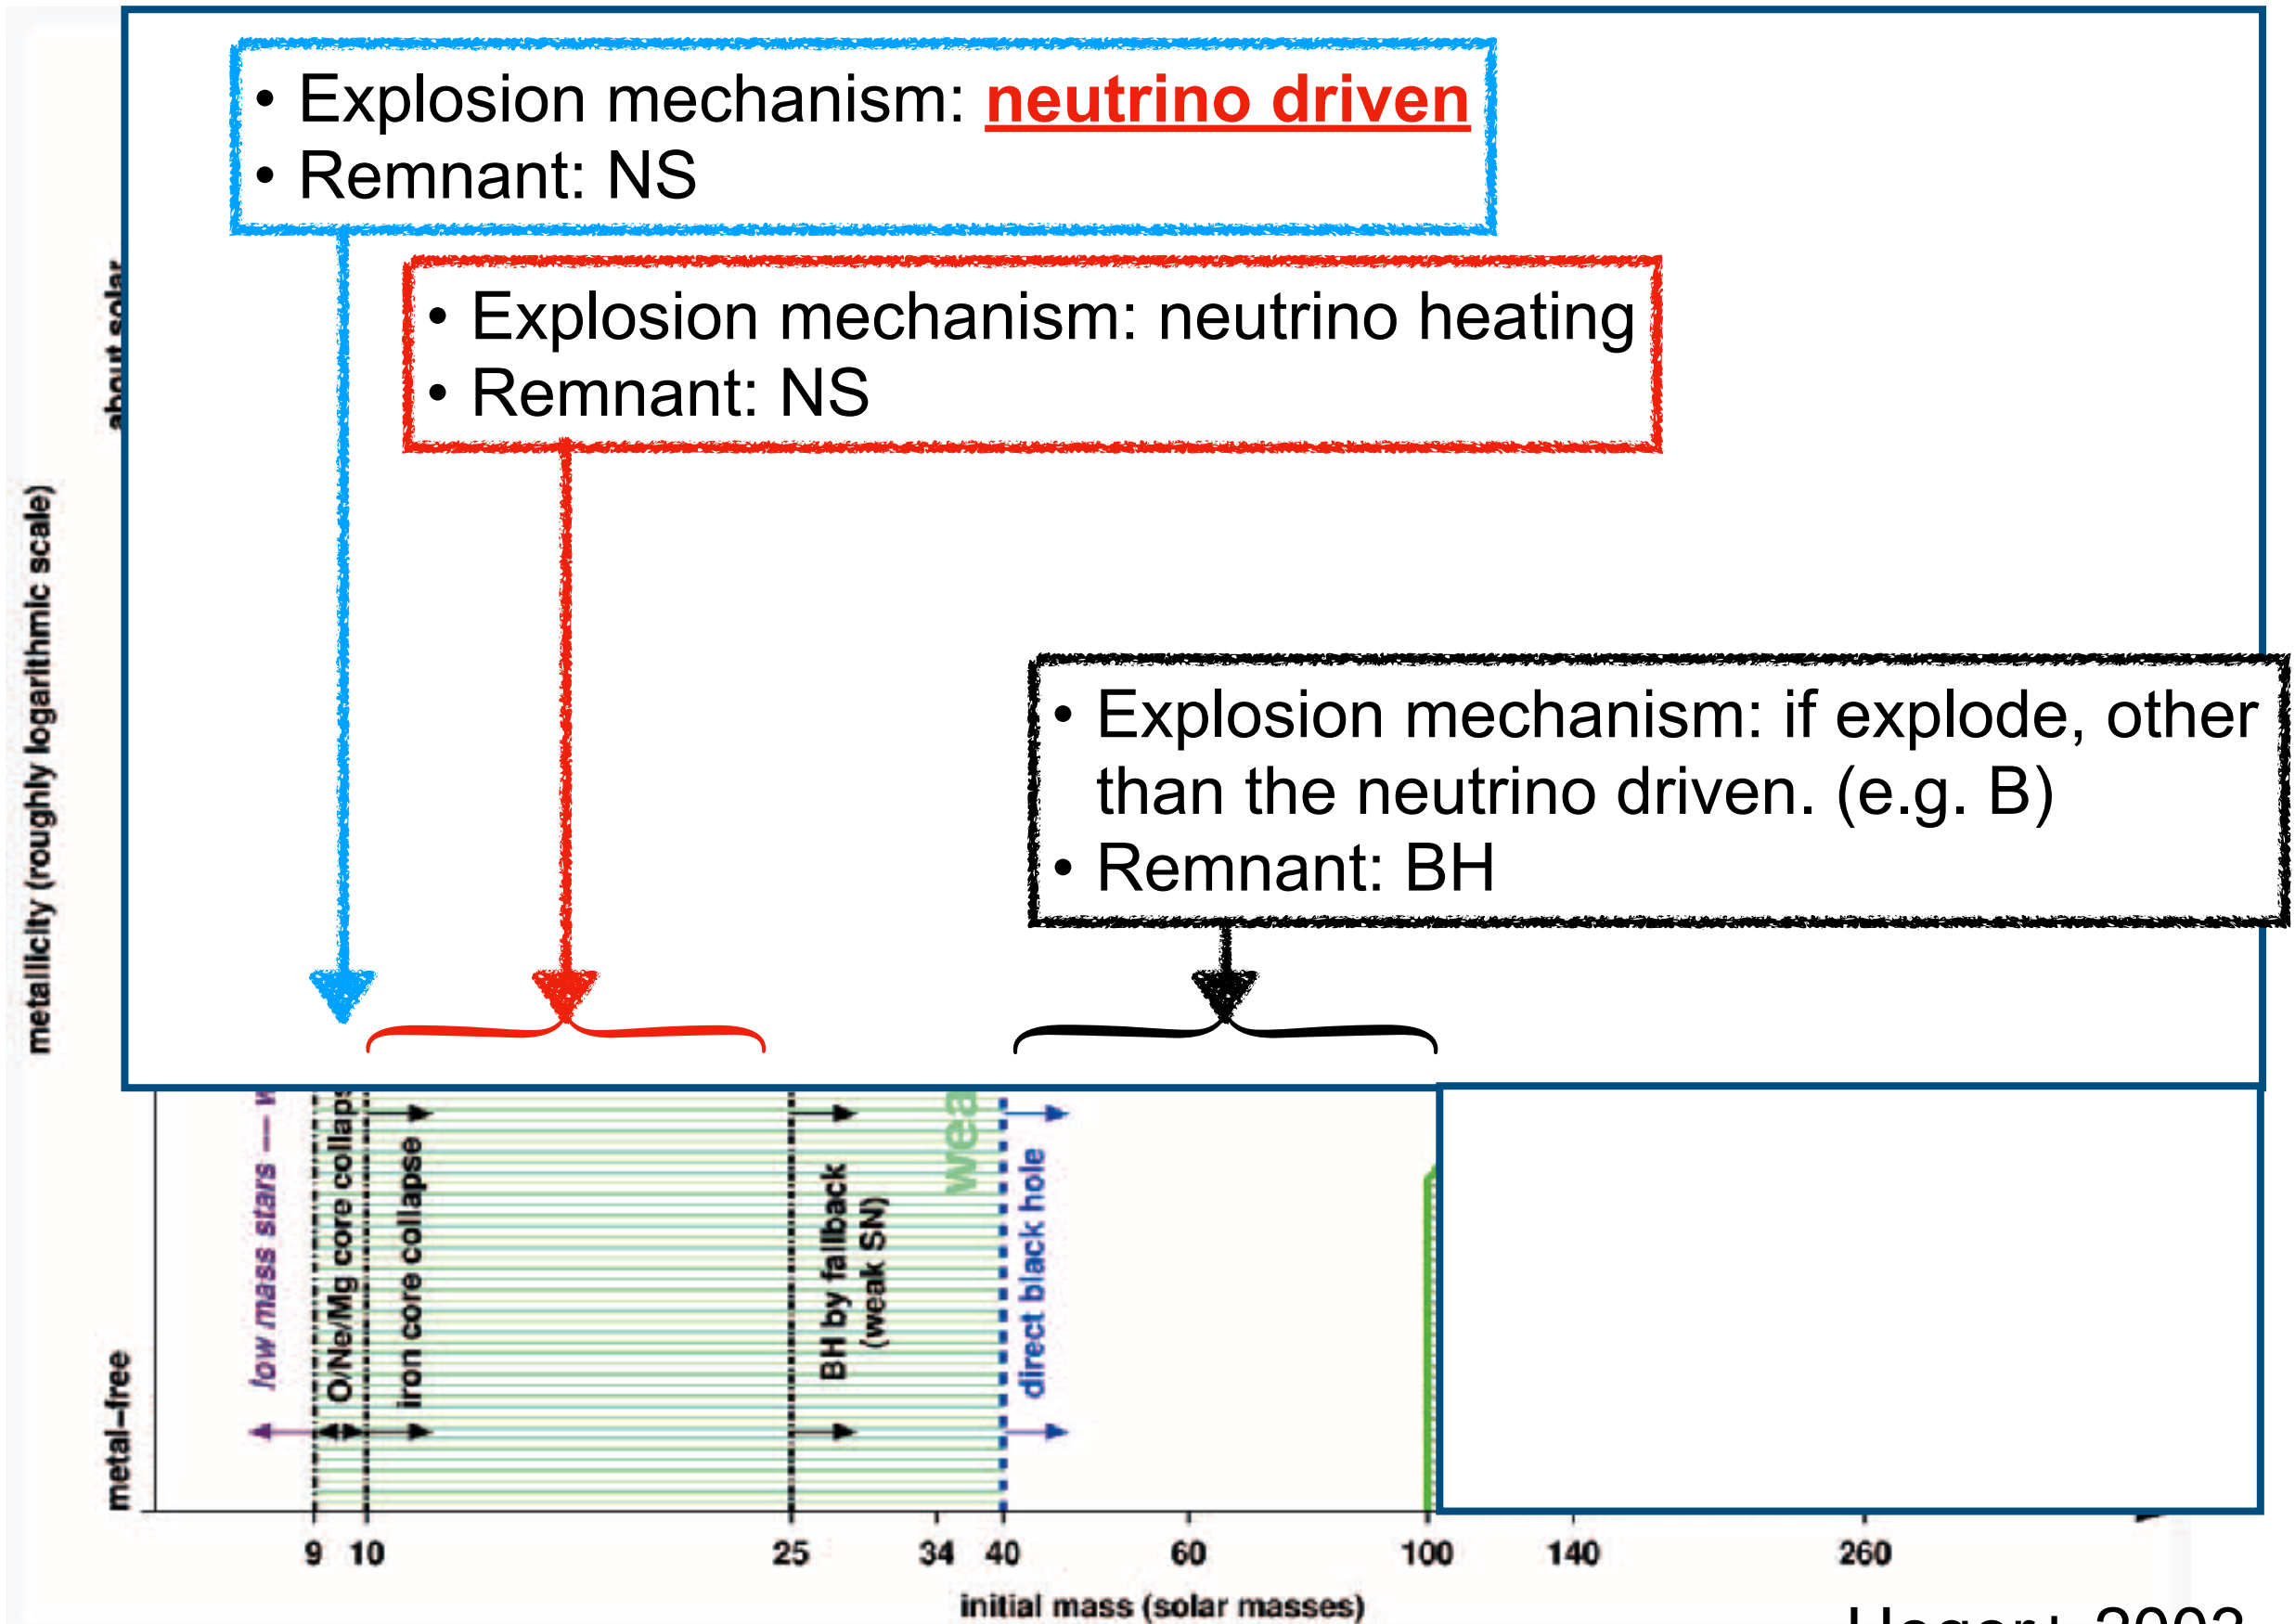 • Explosion mechanism: neutrino driven
• Remnant: NS
• Explosion mechanism: neutrino heating
• Remnant: NS
• Explosion mechanism: if explode, other
than the neutrino driven. (e.g. B)
• Remnant: BH
metallicity (roughly logarithmic scale)
about solar
metal-free
low mass stars — w
O/Ne/Mg core collaps
iron core collapse
BH by fallback
(weak SN)
wea
direct black hole
9 10 25 34 40 60 100 140 260
initial mass (solar masses)
Heger+ 2003